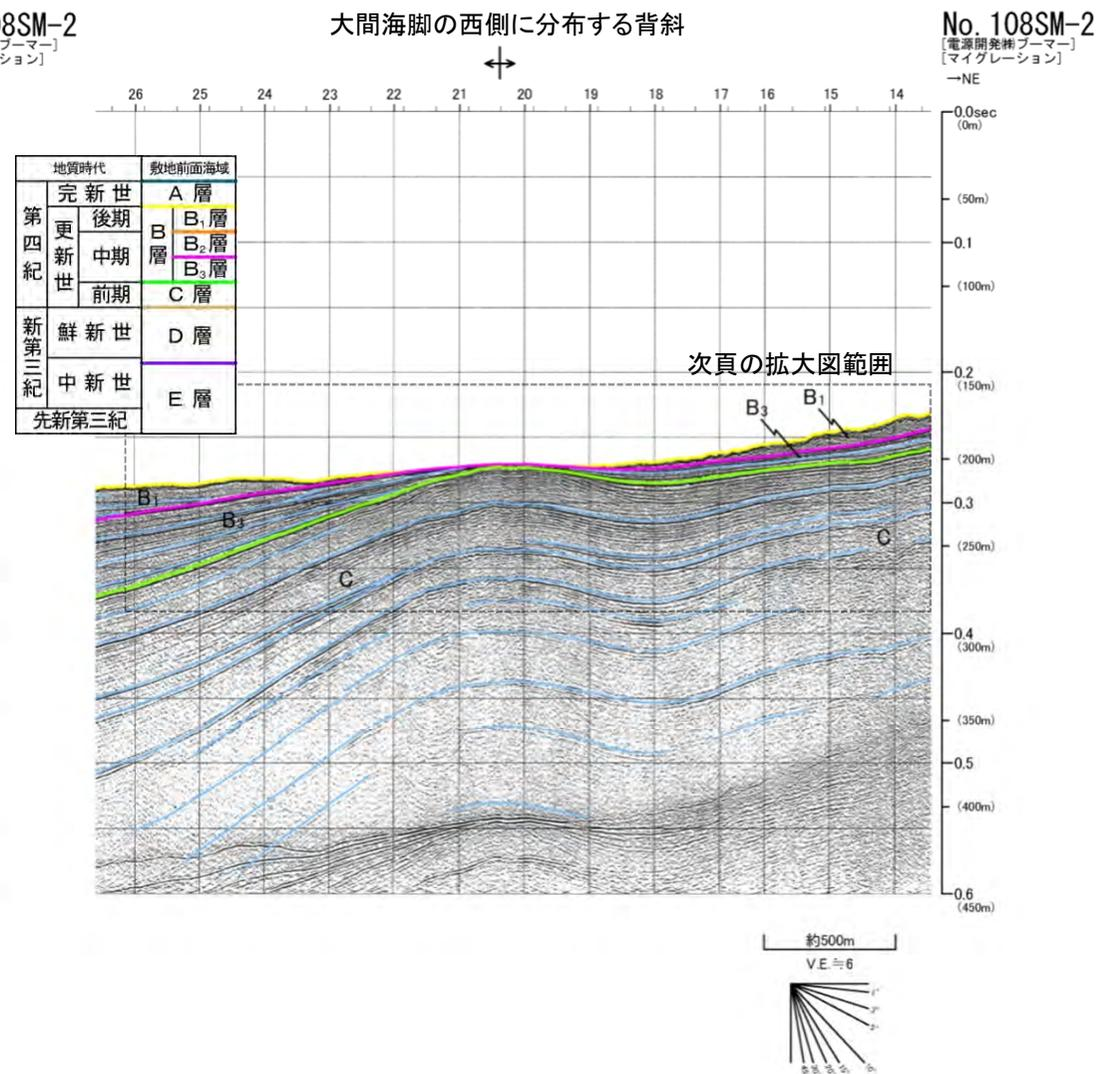 8SM-2
ブーマー]
ション]
大間海脚の西側に分布する背斜
No. 108SM-2
[電源開発㈱ブーマー]
[マイグレーション]
→NE
26 25 24 23 22 21 20 19 18 17 16 15 14
0.0sec
(0m)
(50m)
0.1
(100m)
0.2
(150m)
(200m)
0.3
(250m)
0.4
(300m)
(350m)
0.5
(400m)
0.6
(450m)
地質時代 敷地前面海域
第四紀 完新世 A層
更新世 後期 B層 B₁層
中期 B₂層
B₃層
前期 C層
新第三紀 鮮新世 D層
中新世 E層
先新第三紀
次頁の拡大図範囲
B₃ B₁
B₁
B₃
C
C
約500m
V.E.≒6